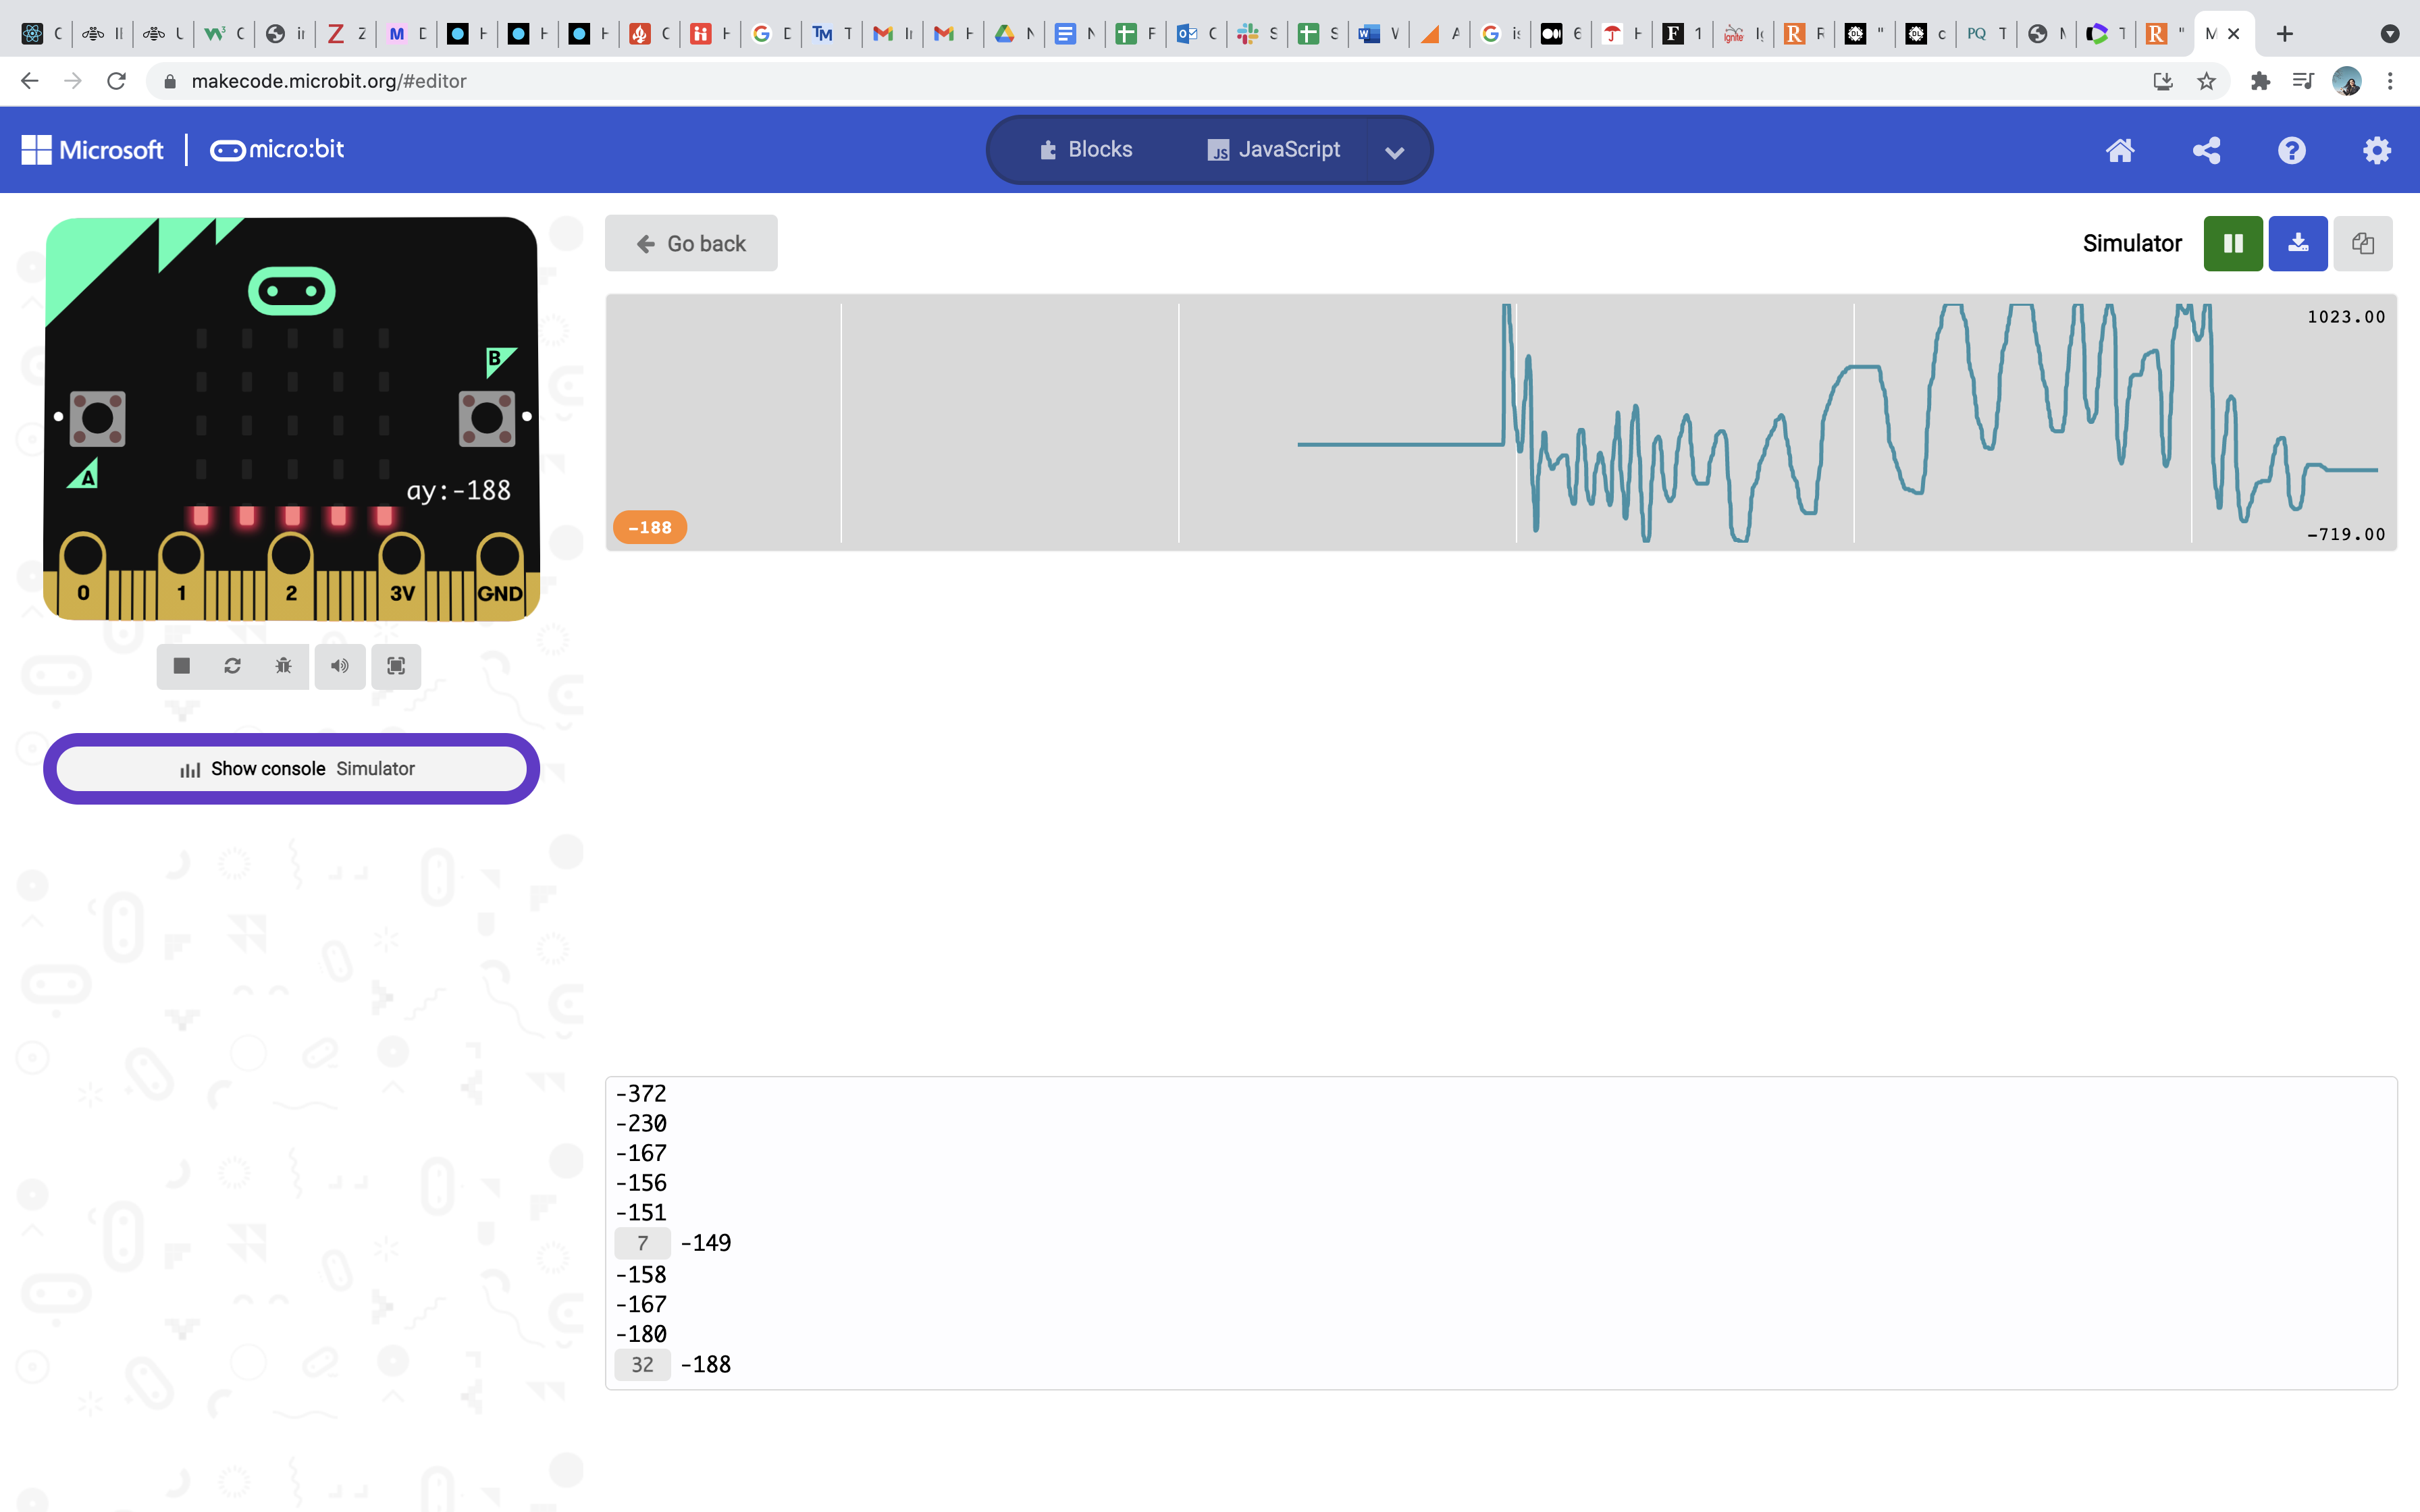 makecode.microbit.org/#editor
Microsoft | micro:bit
Blocks
JS JavaScript
Go back
Simulator
1023.00
-719.00
-188
B
A
ay:-188
0 1 2 3V GND
Show console Simulator
-372
-230
-167
-156
-151
7 -149
-158
-167
-180
32 -188